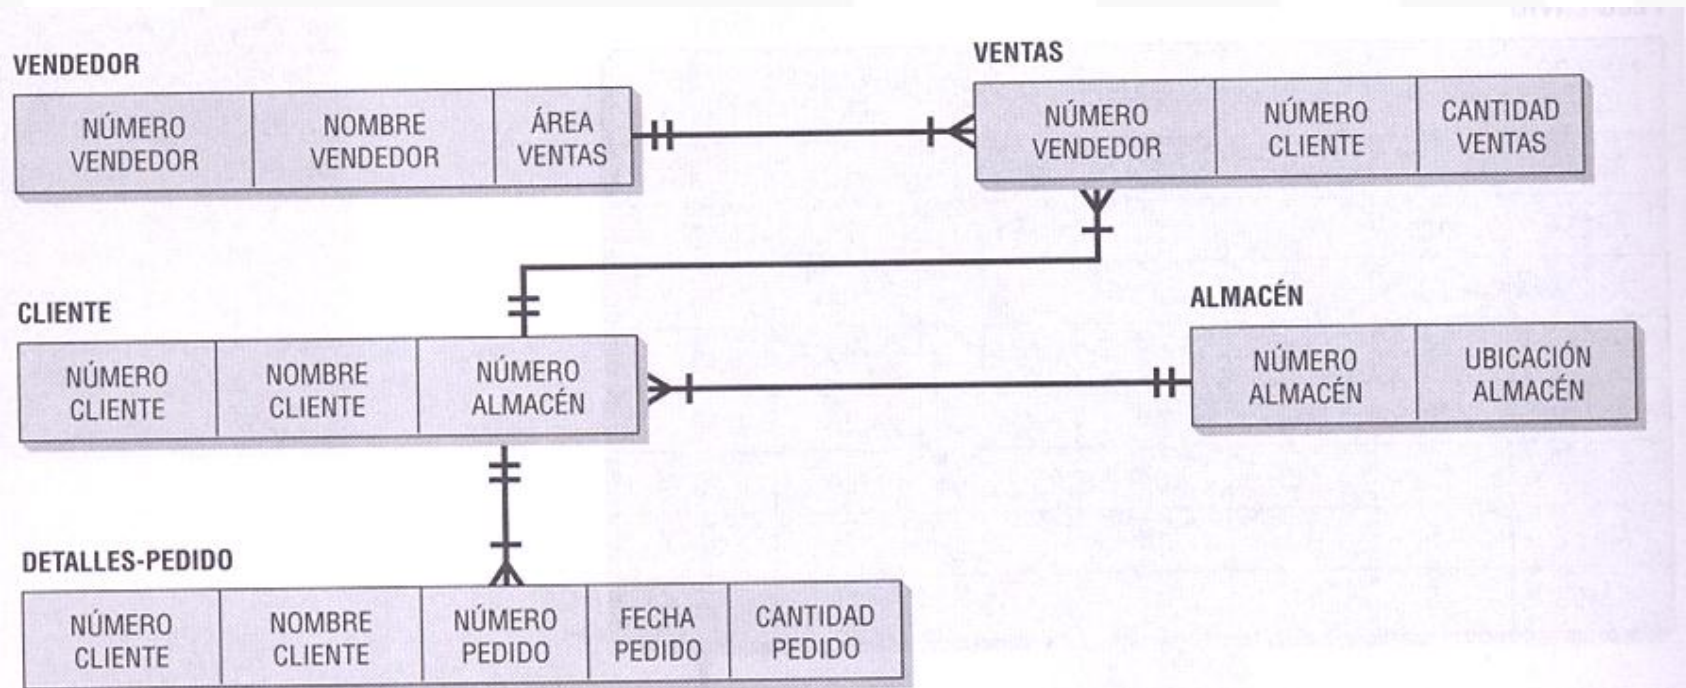 VENDEDOR
NÚMERO
VENDEDOR
NOMBRE
VENDEDOR
ÁREA
VENTAS
VENTAS
NÚMERO
VENDEDOR
NÚMERO
CLIENTE
CANTIDAD
VENTAS
CLIENTE
NÚMERO
CLIENTE
NOMBRE
CLIENTE
NÚMERO
ALMACÉN
ALMACÉN
NÚMERO
ALMACÉN
UBICACIÓN
ALMACÉN
DETALLES-PEDIDO
NÚMERO
CLIENTE
NOMBRE
CLIENTE
NÚMERO
PEDIDO
FECHA
PEDIDO
CANTIDAD
PEDIDO